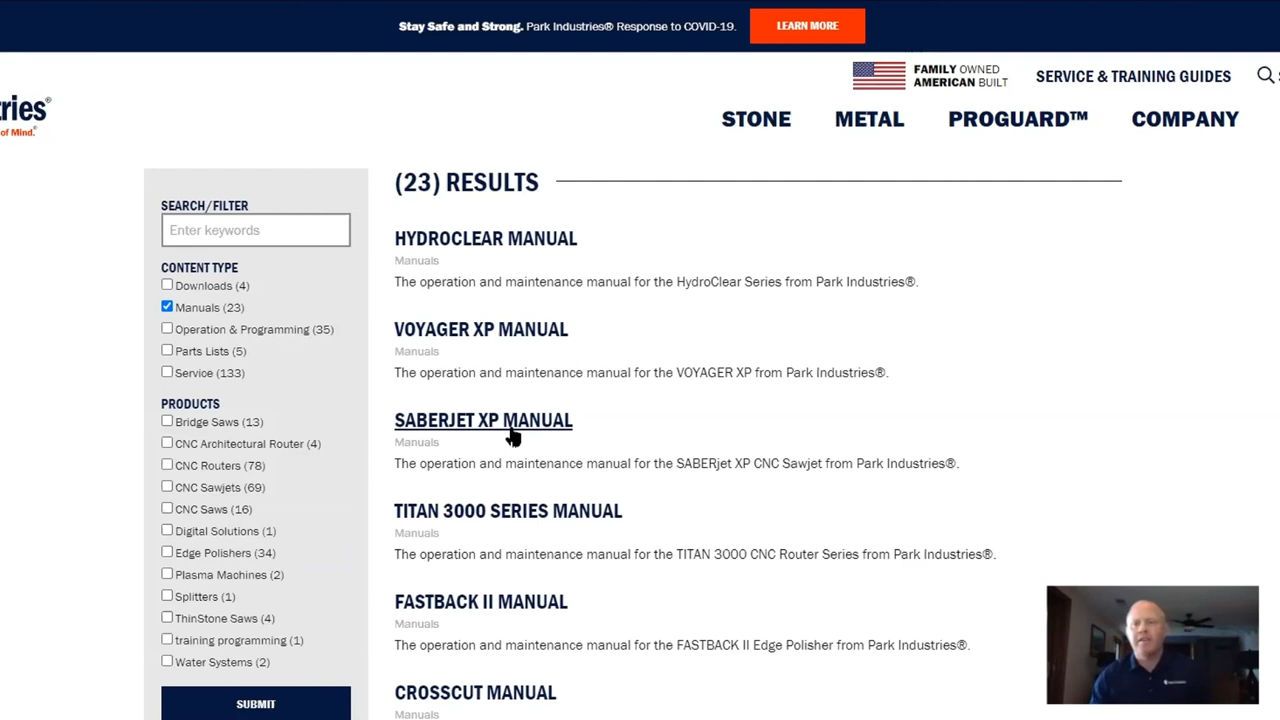 Stay Safe and Strong. Park Industries® Response to COVID-19.
LEARN MORE
FAMILY OWNED
AMERICAN BUILT
SERVICE & TRAINING GUIDES
ries®
of Mind.®
STONE
METAL
PROGUARD™
COMPANY
SEARCH/FILTER
Enter keywords
CONTENT TYPE
Downloads (4)
Manuals (23)
Operation & Programming (35)
Parts Lists (5)
Service (133)
PRODUCTS
Bridge Saws (13)
CNC Architectural Router (4)
CNC Routers (78)
CNC Sawjets (69)
CNC Saws (16)
Digital Solutions (1)
Edge Polishers (34)
Plasma Machines (2)
Splitters (1)
ThinStone Saws (4)
training programming (1)
Water Systems (2)
SUBMIT
(23) RESULTS
HYDROCLEAR MANUAL
Manuals
The operation and maintenance manual for the HydroClear Series from Park Industries®.
VOYAGER XP MANUAL
Manuals
The operation and maintenance manual for the VOYAGER XP from Park Industries®.
SABERJET XP MANUAL
Manuals
The operation and maintenance manual for the SABERjet XP CNC Sawjet from Park Industries®.
TITAN 3000 SERIES MANUAL
Manuals
The operation and maintenance manual for the TITAN 3000 CNC Router Series from Park Industries®.
FASTBACK II MANUAL
Manuals
The operation and maintenance manual for the FASTBACK II Edge Polisher from Park Industries®.
CROSSCUT MANUAL
Manuals